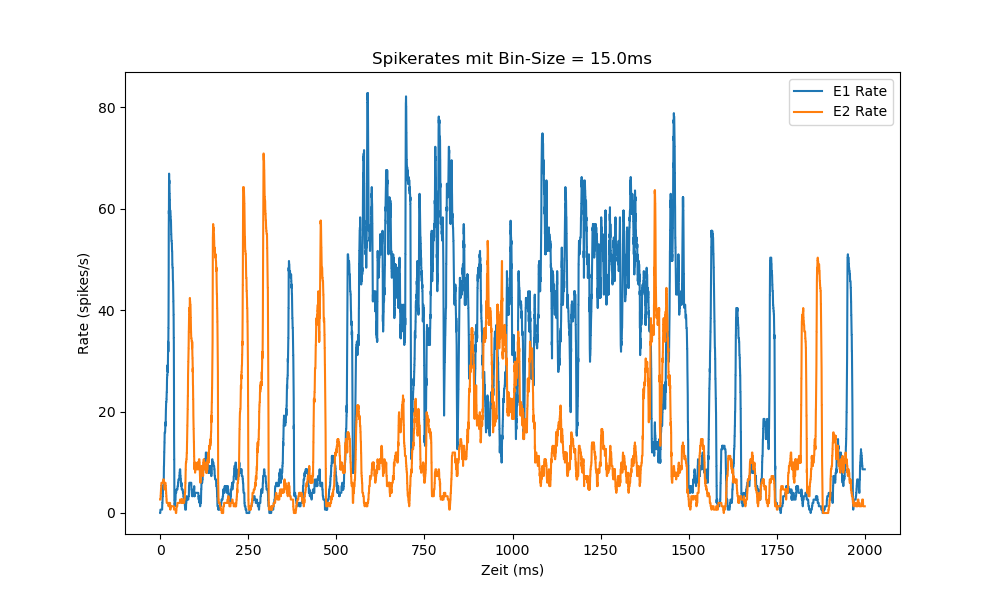 Spikerates mit Bin-Size = 15.0ms
E1 Rate
E2 Rate
Rate (spikes/s)
80
60
40
20
0
0 250 500 750 1000 1250 1500 1750 2000
Zeit (ms)